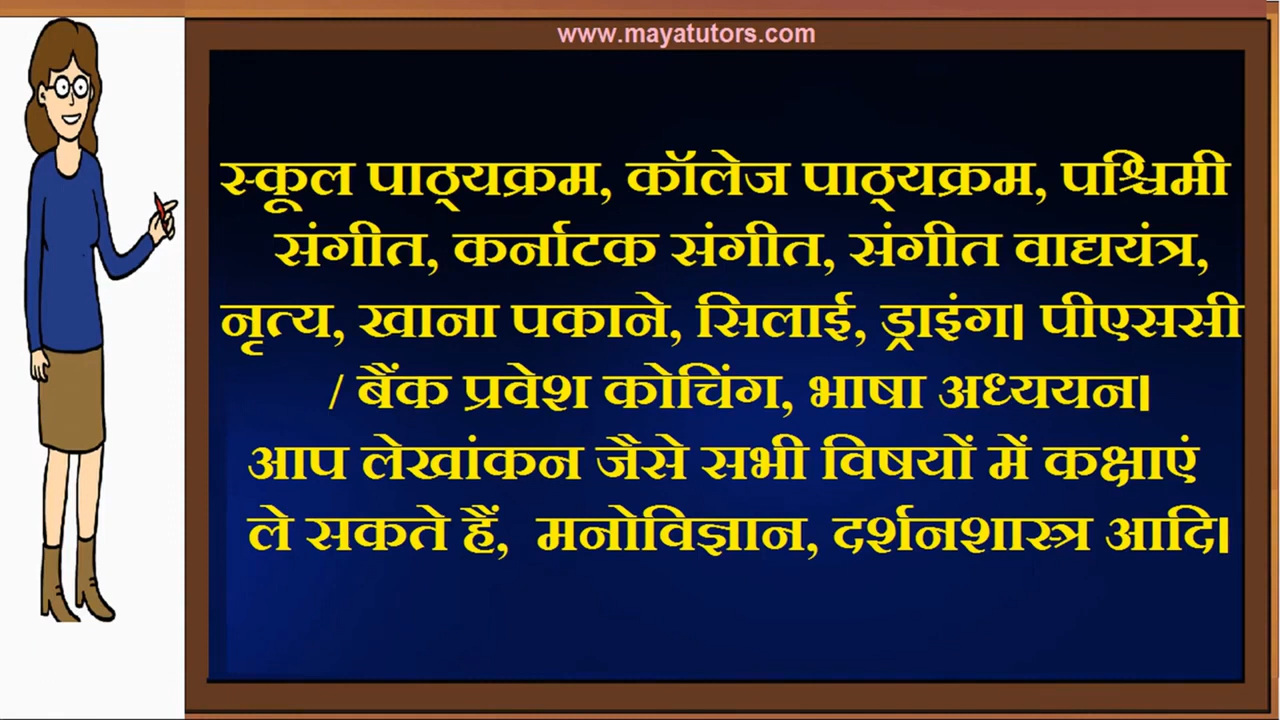 www.mayatutors.com
स्कूल पाठ्यक्रम, कॉलेज पाठ्यक्रम, पश्चिमी
संगीत, कर्नाटक संगीत, संगीत वाद्ययंत्र,
नृत्य, खाना पकाने, सिलाई, ड्राइंग। पीएससी
/ बैंक प्रवेश कोचिंग, भाषा अध्ययन।
आप लेखांकन जैसे सभी विषयों में कक्षाएं
ले सकते हैं, मनोविज्ञान, दर्शनशास्त्र आदि।